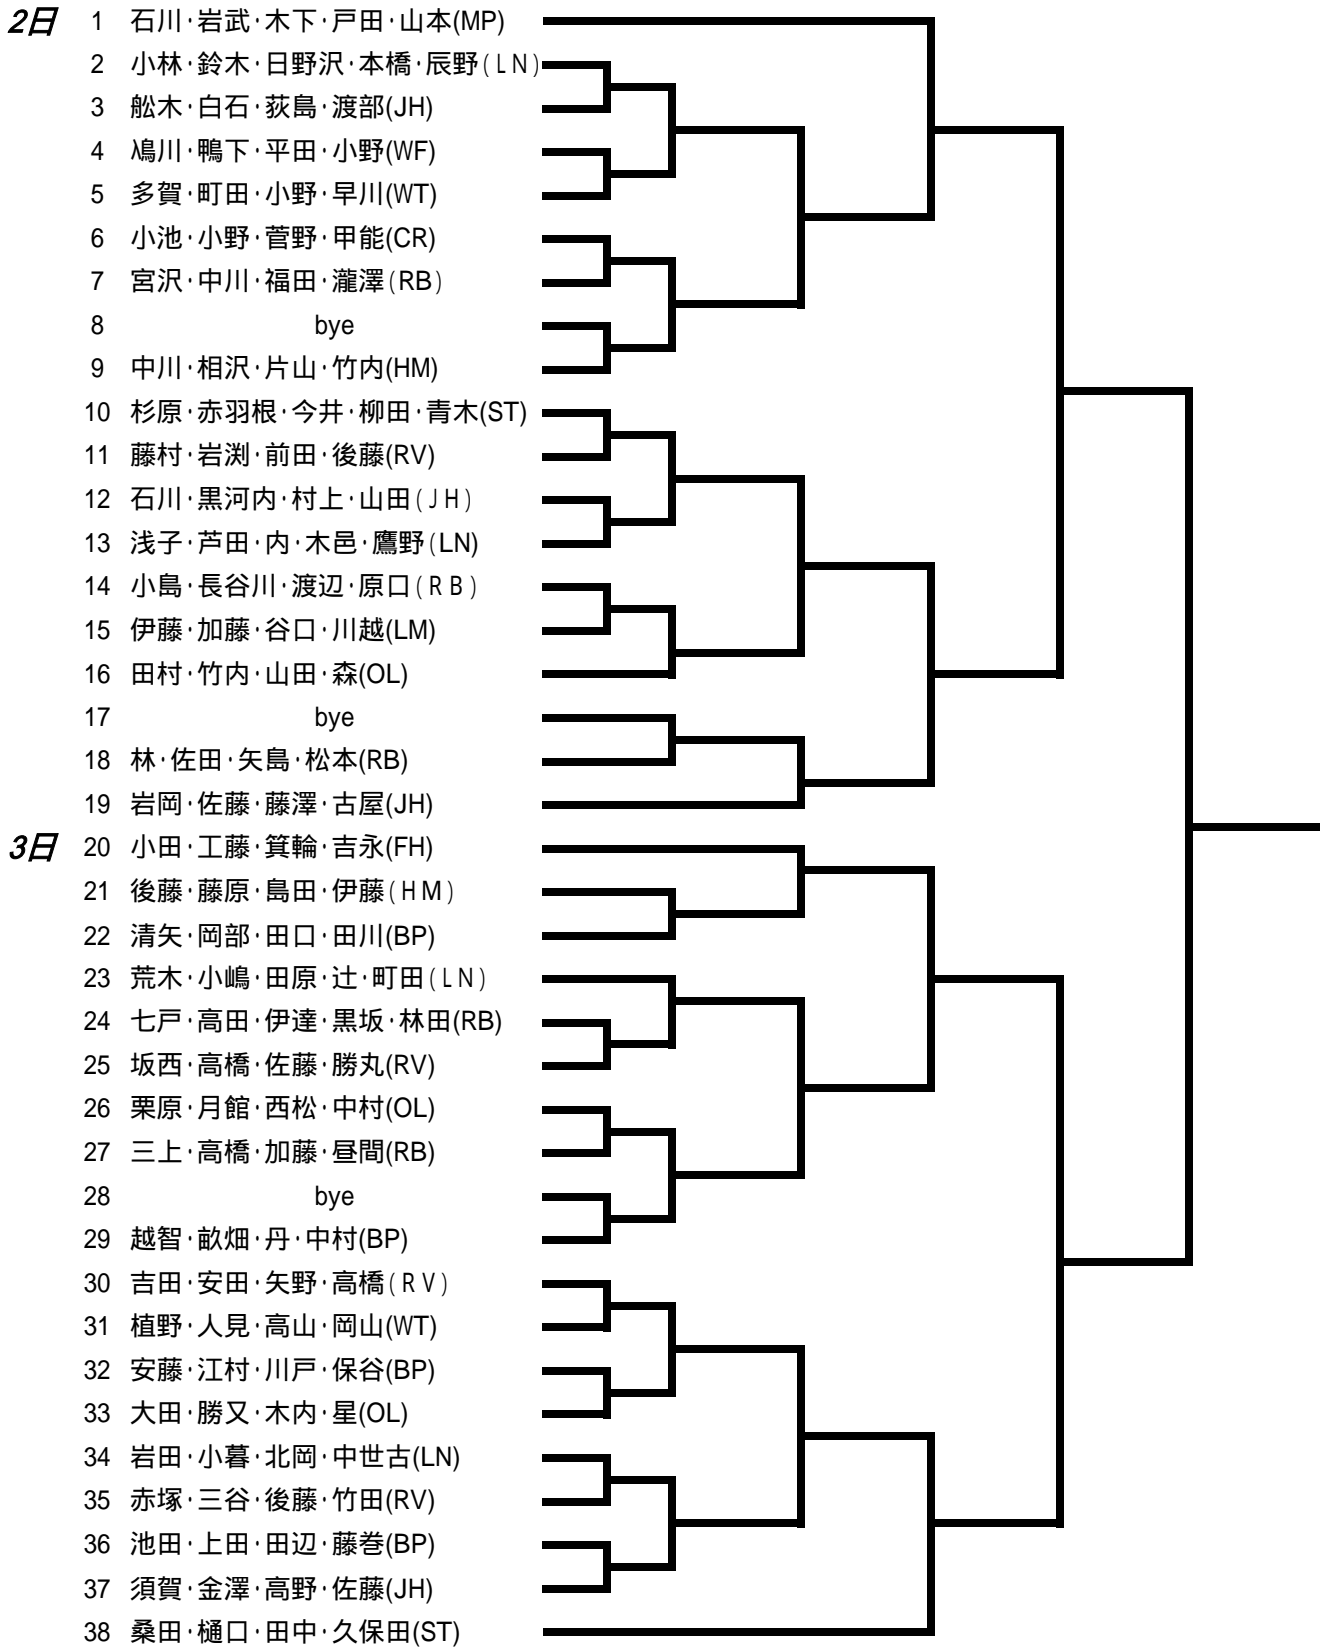 2日 1 石川・岩武・木下・戸田・山本(MP)
2 小林・鈴木・日野沢・本橋・辰野(LN)
3 舩木・白石・荻島・渡部(JH)
4 鳰川・鴨下・平田・小野(WF)
5 多賀・町田・小野・早川(WT)
6 小池・小野・菅野・甲能(CR)
7 宮沢・中川・福田・瀧澤(RB)
8 bye
9 中川・相沢・片山・竹内(HM)
10 杉原・赤羽根・今井・柳田・青木(ST)
11 藤村・岩渕・前田・後藤(RV)
12 石川・黒河内・村上・山田(JH)
13 浅子・芦田・内・木邑・鷹野(LN)
14 小島・長谷川・渡辺・原口(RB)
15 伊藤・加藤・谷口・川越(LM)
16 田村・竹内・山田・森(OL)
17 bye
18 林・佐田・矢島・松本(RB)
19 岩岡・佐藤・藤澤・古屋(JH)
3日 20 小田・工藤・箕輪・吉永(FH)
21 後藤・藤原・島田・伊藤(HM)
22 清矢・岡部・田口・田川(BP)
23 荒木・小嶋・田原・辻・町田(LN)
24 七戸・高田・伊達・黒坂・林田(RB)
25 坂西・高橋・佐藤・勝丸(RV)
26 栗原・月館・西松・中村(OL)
27 三上・高橋・加藤・昼間(RB)
28 bye
29 越智・畝畑・丹・中村(BP)
30 吉田・安田・矢野・高橋(RV)
31 植野・人見・高山・岡山(WT)
32 安藤・江村・川戸・保谷(BP)
33 大田・勝又・木内・星(OL)
34 岩田・小暮・北岡・中世古(LN)
35 赤塚・三谷・後藤・竹田(RV)
36 池田・上田・田辺・藤巻(BP)
37 須賀・金澤・高野・佐藤(JH)
38 桑田・樋口・田中・久保田(ST)